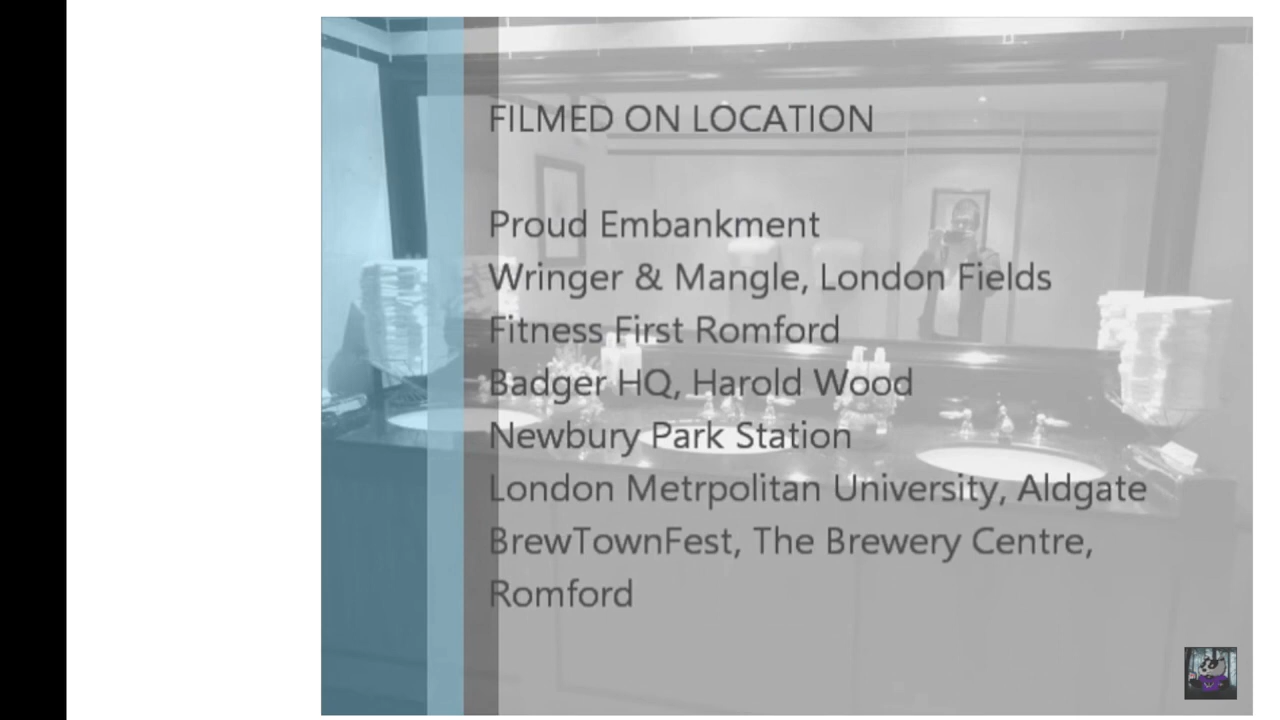 FILMED ON LOCATION
Proud Embankment
Wringer & Mangle, London Fields
Fitness First Romford
Badger HQ, Harold Wood
Newbury Park Station
London Metrpolitan University, Aldgate
BrewTownFest, The Brewery Centre,
Romford